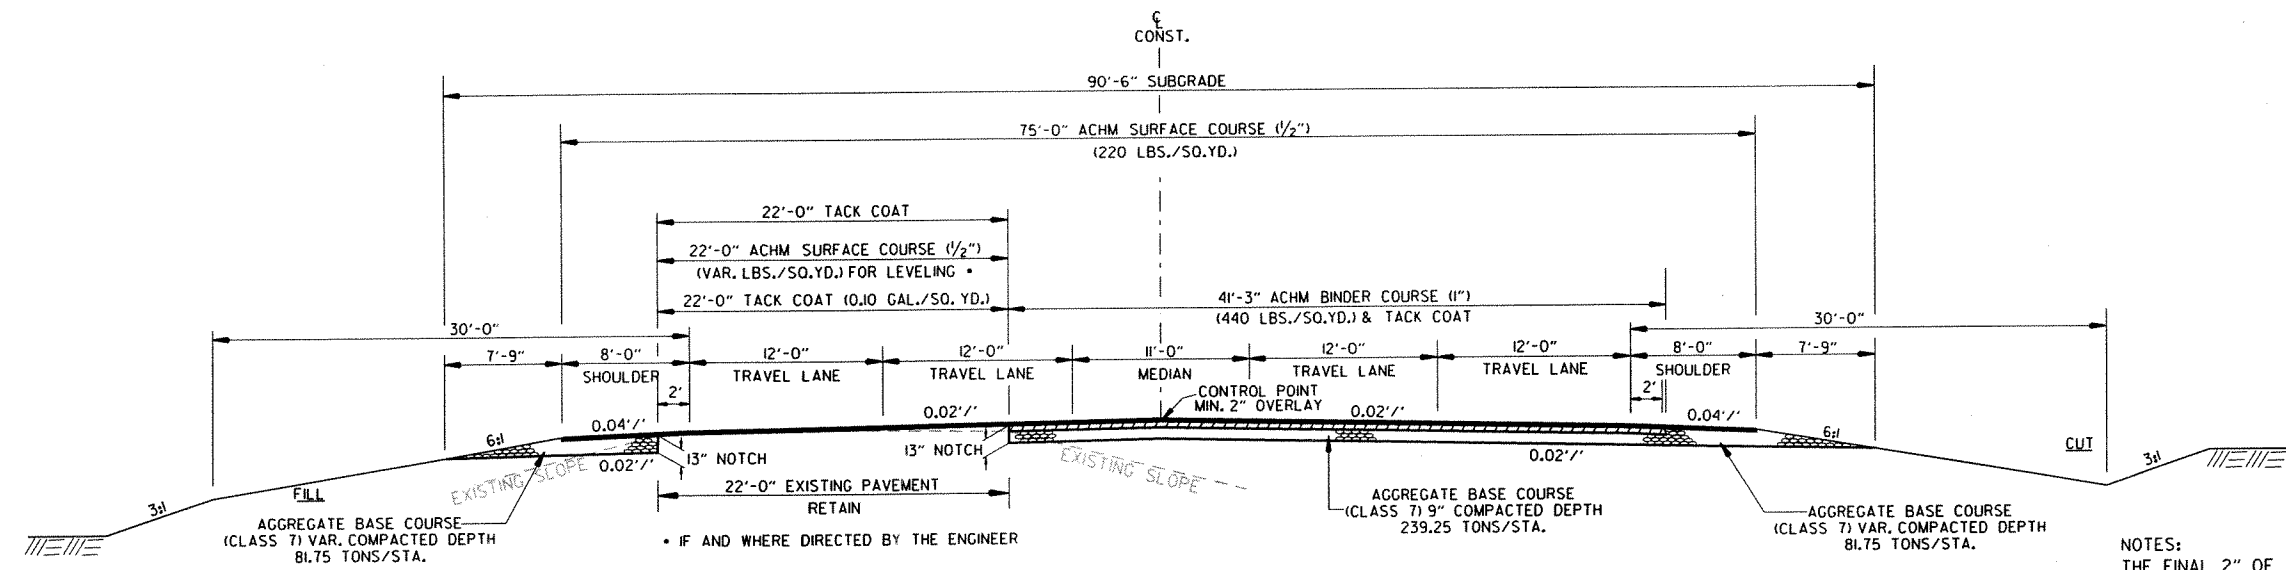 ℄
CONST.
90'-6" SUBGRADE
75'-0" ACHM SURFACE COURSE (1/2")
(220 LBS./SQ.YD.)
22'-0" TACK COAT
22'-0" ACHM SURFACE COURSE (1/2")
(VAR. LBS./SQ.YD.) FOR LEVELING •
22'-0" TACK COAT (0.10 GAL./SQ. YD.)
41'-3" ACHM BINDER COURSE (1")
(440 LBS./SQ.YD.) & TACK COAT
30'-0"
30'-0"
7'-9"
8'-0"
SHOULDER
12'-0"
TRAVEL LANE
12'-0"
TRAVEL LANE
11'-0"
MEDIAN
12'-0"
TRAVEL LANE
12'-0"
TRAVEL LANE
8'-0"
SHOULDER
7'-9"
2'
2'
CONTROL POINT
MIN. 2" OVERLAY
0.04'/'
0.02'/'
0.02'/'
0.04'/'
6:1
6:1
13" NOTCH
13" NOTCH
0.02'/'
0.02'/'
EXISTING SLOPE
EXISTING SLOPE
CUT
3:1
3:1
FILL
22'-0" EXISTING PAVEMENT
RETAIN
AGGREGATE BASE COURSE
(CLASS 7) VAR. COMPACTED DEPTH
81.75 TONS/STA.
• IF AND WHERE DIRECTED BY THE ENGINEER
AGGREGATE BASE COURSE
(CLASS 7) 9" COMPACTED DEPTH
239.25 TONS/STA.
AGGREGATE BASE COURSE
(CLASS 7) VAR. COMPACTED DEPTH
81.75 TONS/STA.
NOTES:
THE FINAL 2" OF